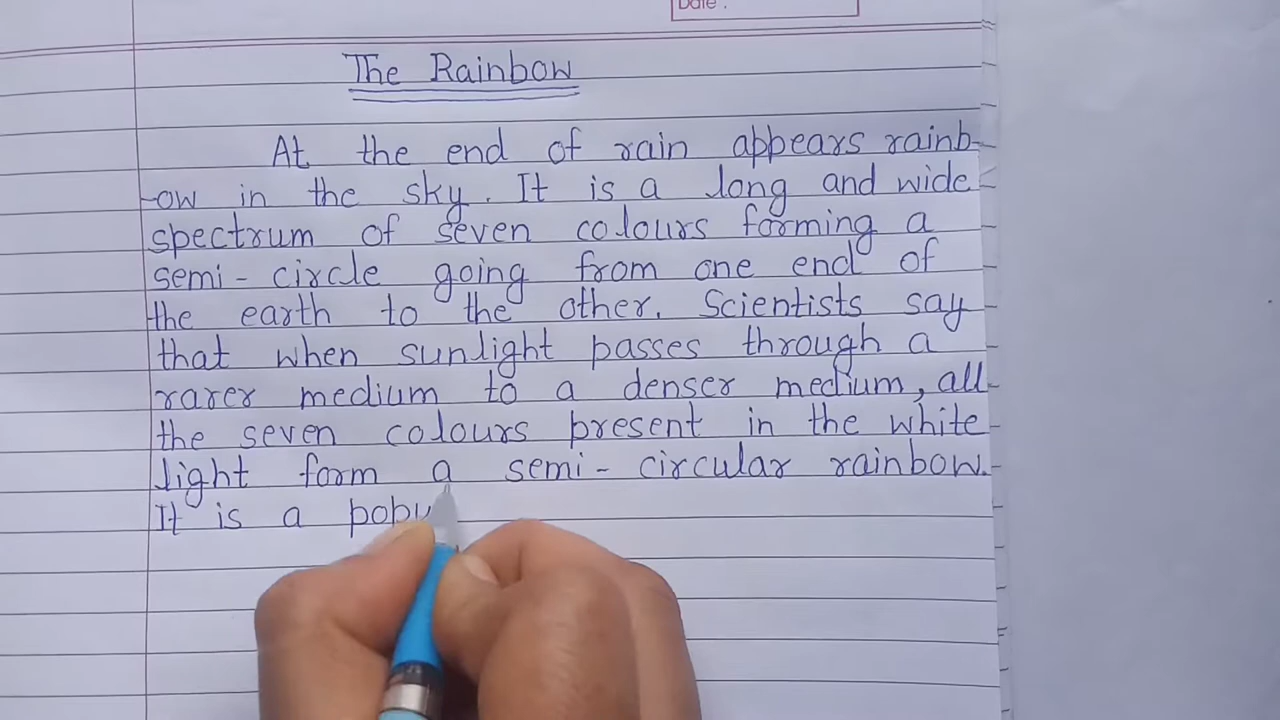 Date :
The Rainbow
At the end of rain appears rainb-
-ow in the sky. It is a long and wide
spectrum of seven colours forming a
semi-circle going from one end of
the earth to the other. Scientists say
that when sunlight passes through a
rarer medium to a denser medium, all
the seven colours present in the white
light form a semi-circular rainbow.
It is a popu